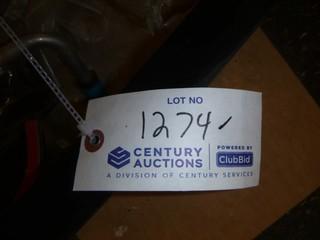 LOT NO
1274
CENTURY AUCTIONS
POWERED BY
ClubBid
A DIVISION OF CENTURY SERVICES